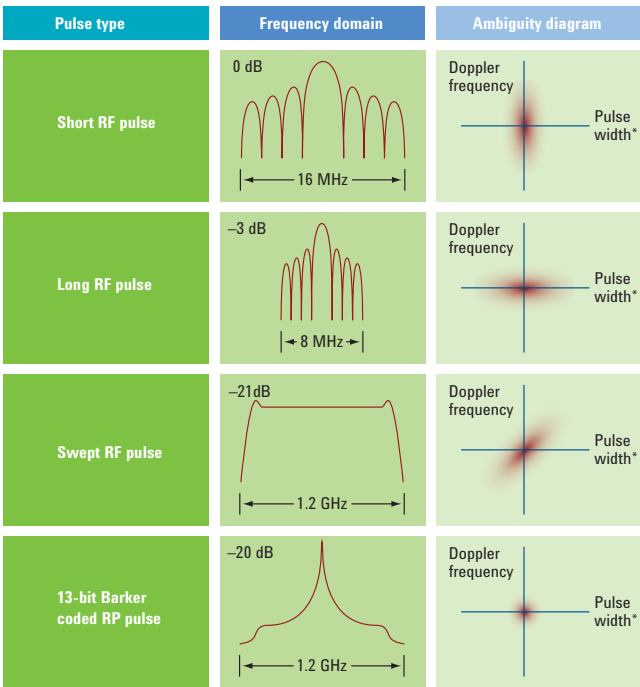 Pulse type
Frequency domain
Ambiguity diagram
Short RF pulse
0 dB
16 MHz
Doppler
frequency
Pulse
width*
Long RF pulse
–3 dB
8 MHz
Doppler
frequency
Pulse
width*
Swept RF pulse
–21dB
1.2 GHz
Doppler
frequency
Pulse
width*
13-bit Barker
coded RP pulse
–20 dB
1.2 GHz
Doppler
frequency
Pulse
width*